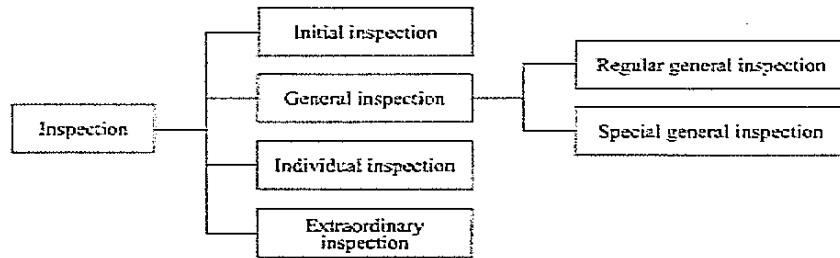 Inspection
Initial inspection
General inspection
Individual inspection
Extraordinary
inspection
Regular general inspection
Special general inspection